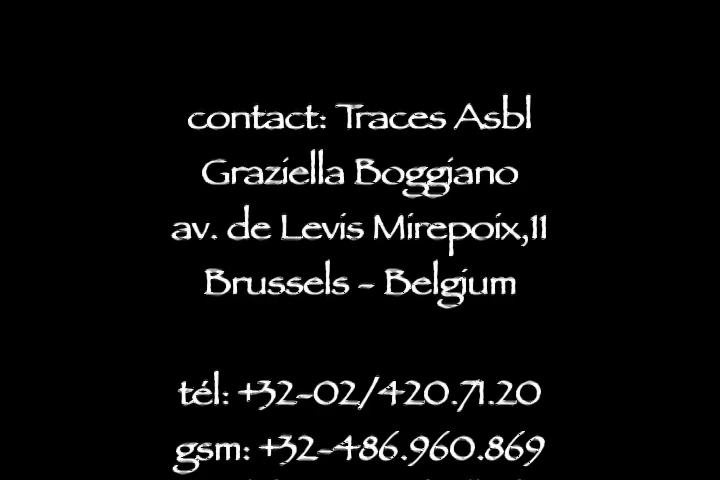 contact: Traces Asbl
Graziella Boggiano
av. de Levis Mirepoix,11
Brussels - Belgium
tél: +32-02/420.71.20
gsm: +32-486.960.869